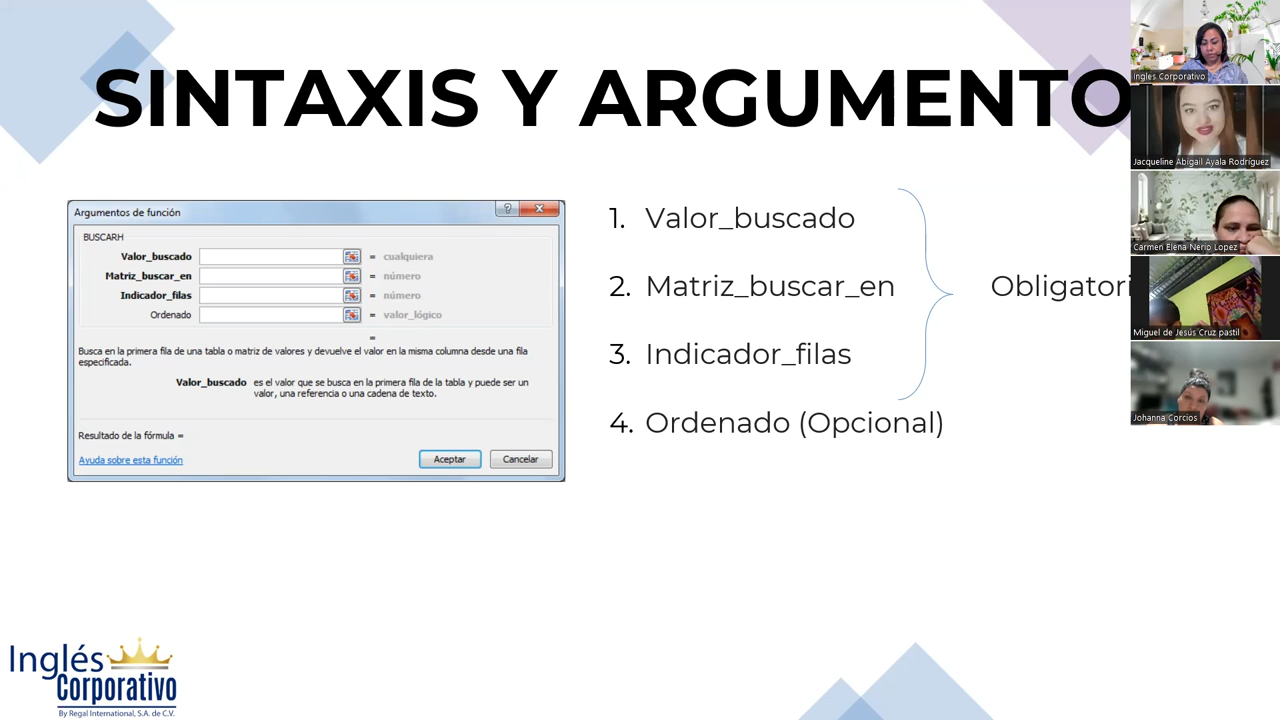 SINTAXIS Y ARGUMENTO
Argumentos de función
?
BUSCARH
Valor_buscado = cualquiera
Matriz_buscar_en = número
Indicador_filas = número
Ordenado = valor_lógico
=
Busca en la primera fila de una tabla o matriz de valores y devuelve el valor en la misma columna desde una fila
especificada.
Valor_buscado es el valor que se busca en la primera fila de la tabla y puede ser un
valor, una referencia o una cadena de texto.
Resultado de la fórmula =
Ayuda sobre esta función
Aceptar
Cancelar
1. Valor_buscado
2. Matriz_buscar_en
3. Indicador_filas
4. Ordenado (Opcional)
Obligatori
Ingles Corporativo
Jacqueline Abigail Ayala Rodríguez
Carmen Elena Nerio Lopez
Miguel de Jesús Cruz pastil
Johanna Corcios
Inglés
Corporativo
By Regal International, S.A. de C.V.